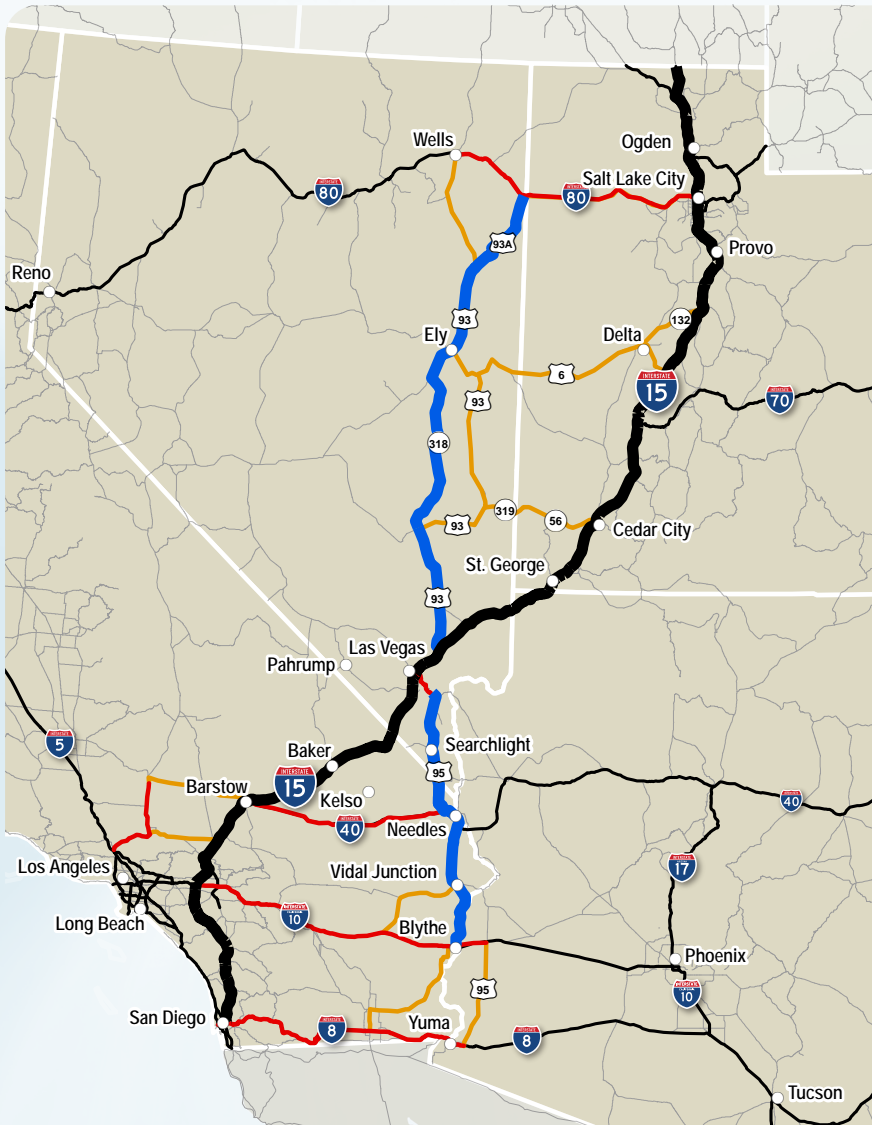 Wells
Ogden
80
Salt Lake City
80
93A
Provo
Reno
93
132
Ely
Delta
6
INTERSTATE
15
93
70
318
319
93
56
Cedar City
St. George
93
Las Vegas
Pahrump
5
Searchlight
Baker
95
INTERSTATE
15
Barstow
Kelso
40
40
Needles
17
Los Angeles
Vidal Junction
10
Long Beach
Blythe
Phoenix
95
10
San Diego
8
Yuma
8
Tucson